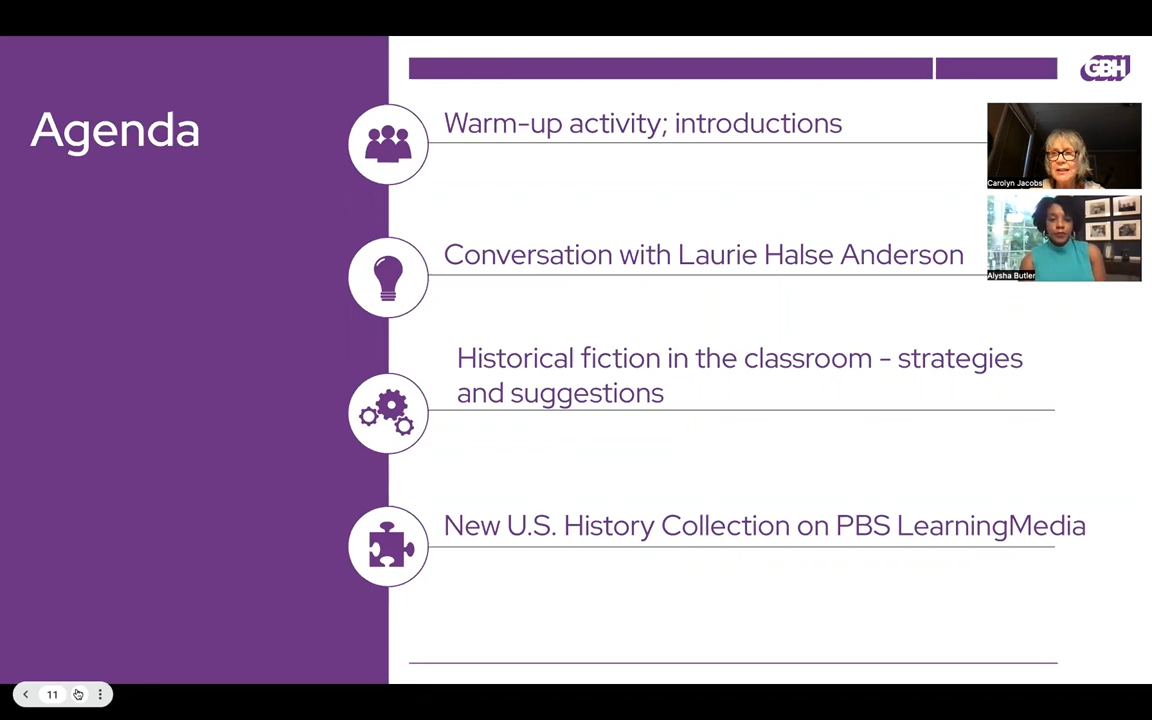 Agenda
Warm-up activity; introductions
Conversation with Laurie Halse Anderson
Historical fiction in the classroom - strategies
and suggestions
New U.S. History Collection on PBS LearningMedia
GBH
Carolyn Jacobs
Alysha Butler
11